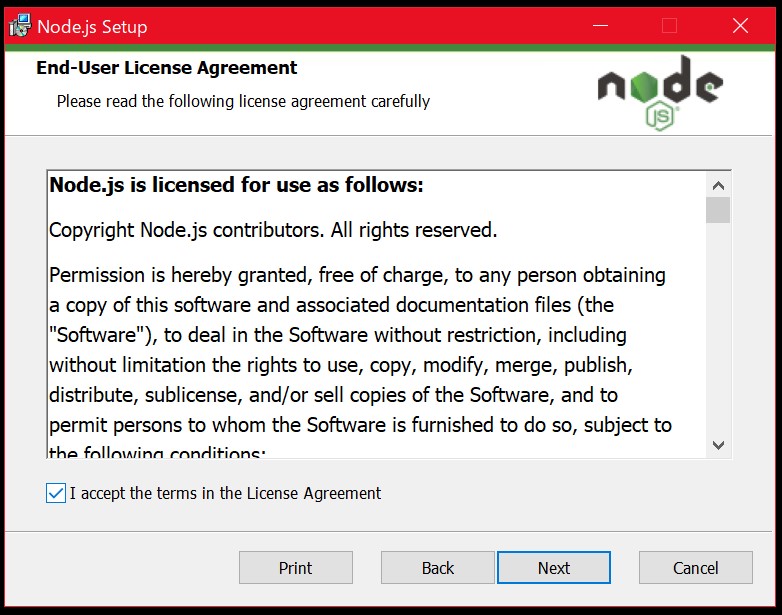 Node.js Setup
End-User License Agreement
Please read the following license agreement carefully
node
JS
Node.js is licensed for use as follows:
Copyright Node.js contributors. All rights reserved.
Permission is hereby granted, free of charge, to any person obtaining
a copy of this software and associated documentation files (the
"Software"), to deal in the Software without restriction, including
without limitation the rights to use, copy, modify, merge, publish,
distribute, sublicense, and/or sell copies of the Software, and to
permit persons to whom the Software is furnished to do so, subject to
the following conditions:
I accept the terms in the License Agreement
Print
Back
Next
Cancel